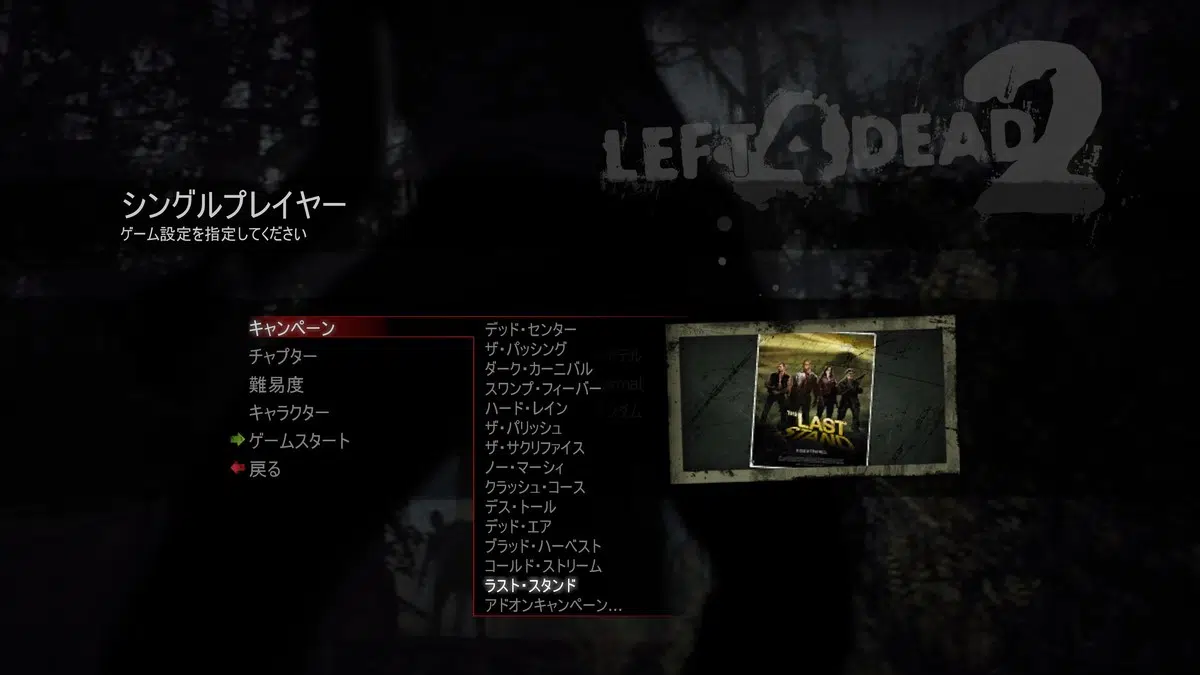 LEFT 4 DEAD 2
シングルプレイヤー
ゲーム設定を指定してください
キャンペーン
チャプター
難易度
キャラクター
ゲームスタート
戻る
デッド・センター
ザ・パッシング
ダーク・カーニバル
スワンプ・フィーバー
ハード・レイン
ザ・パリッシュ
ザ・サクリファイス
ノー・マーシィ
クラッシュ・コース
デス・トール
デッド・エア
ブラッド・ハーベスト
コールド・ストリーム
ラスト・スタンド
アドオンキャンペーン...
THE
LAST
STAND